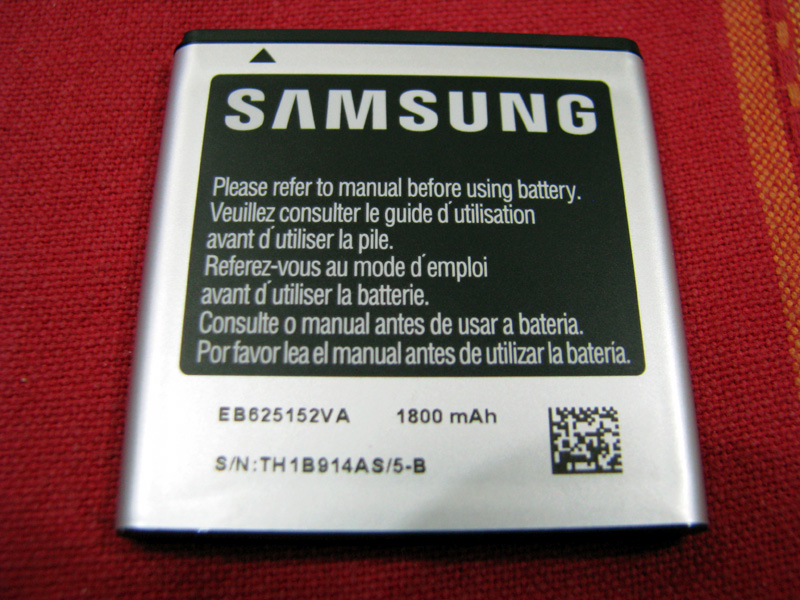 SAMSUNG
Please refer to manual before using battery.
Veuillez consulter le guide d´utilisation
avant d´utiliser la pile.
Referez-vous au mode d´emploi
avant d´utiliser la batterie.
Consulte o manual antes de usar a bateria.
Por favor lea el manual antes de utilizar la batería.
EB625152VA 1800 mAh
S/N:TH1B914AS/5-B